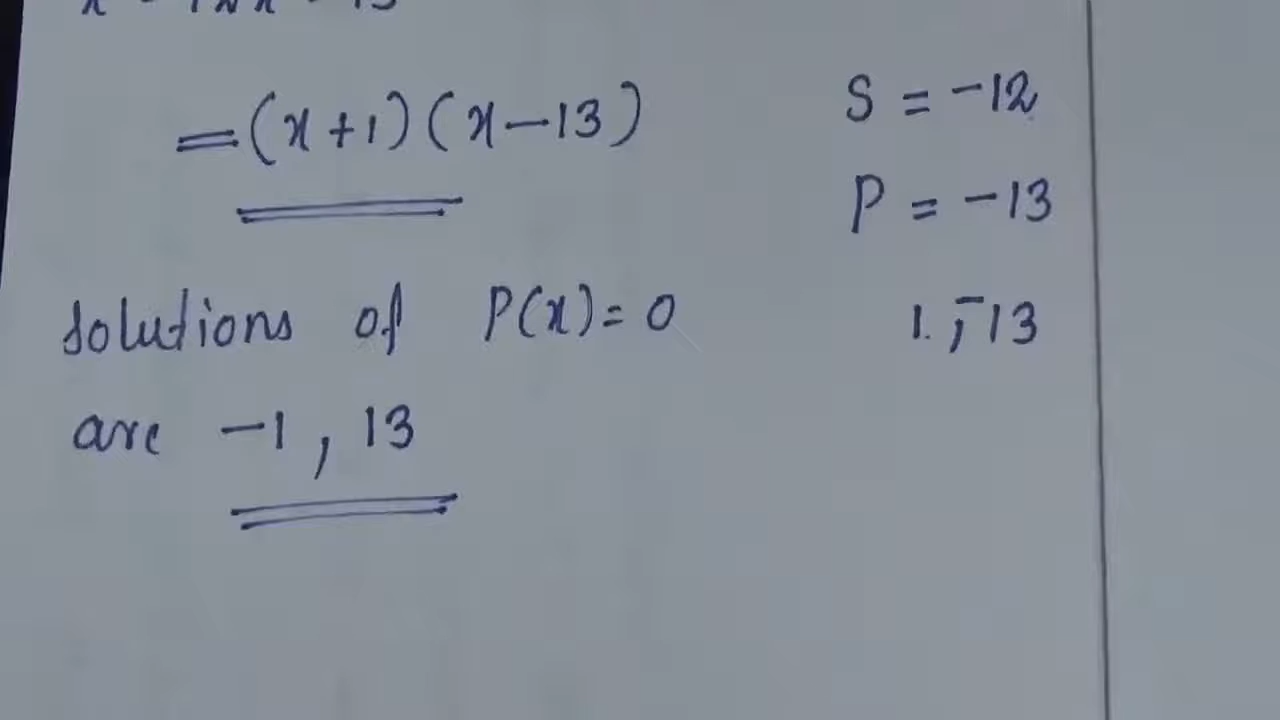 = (x+1)(x-13)
S = -12
P = -13
1, -13
Solutions of P(x) = 0
are -1, 13